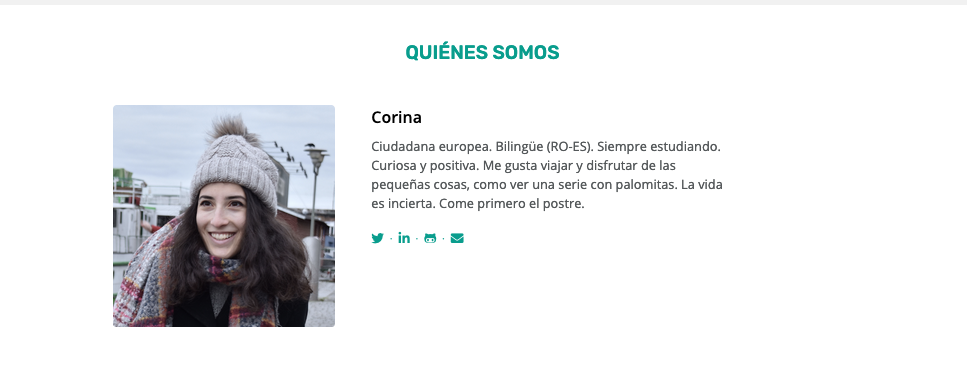 QUIÉNES SOMOS
Corina
Ciudadana europea. Bilingüe (RO-ES). Siempre estudiando.
Curiosa y positiva. Me gusta viajar y disfrutar de las
pequeñas cosas, como ver una serie con palomitas. La vida
es incierta. Come primero el postre.